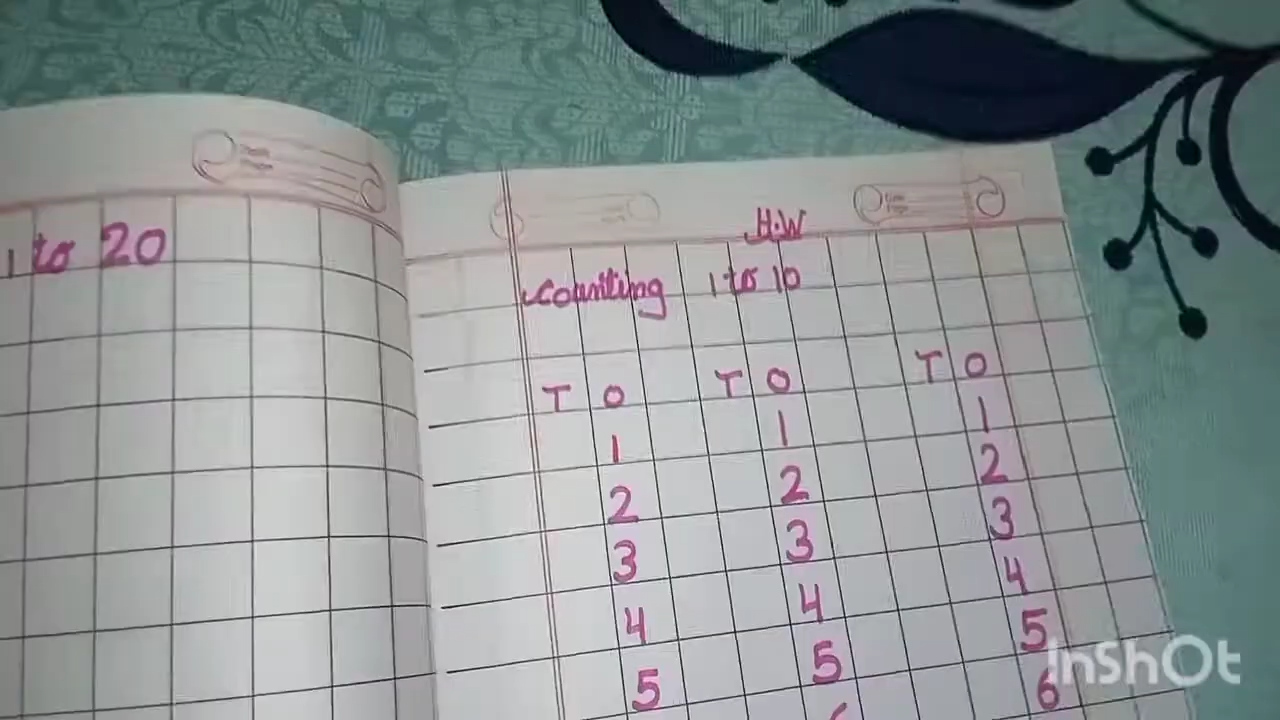 1 to 20
H.W
Counting 1 to 10
T O T O T O
1 1 1
2 2 2
3 3 3
4 4 4
5 5 5
6 6
InShOt